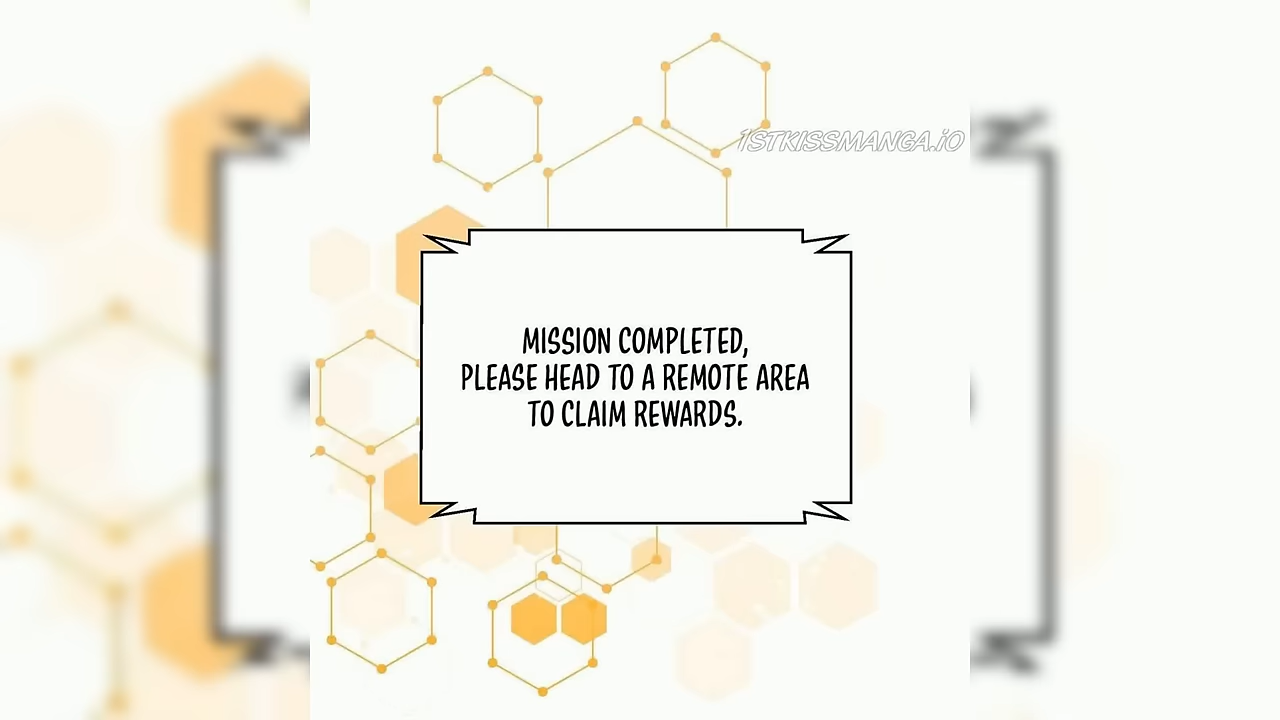 1STKISSMANGA.iO
MISSION COMPLETED,
PLEASE HEAD TO A REMOTE AREA
TO CLAIM REWARDS.